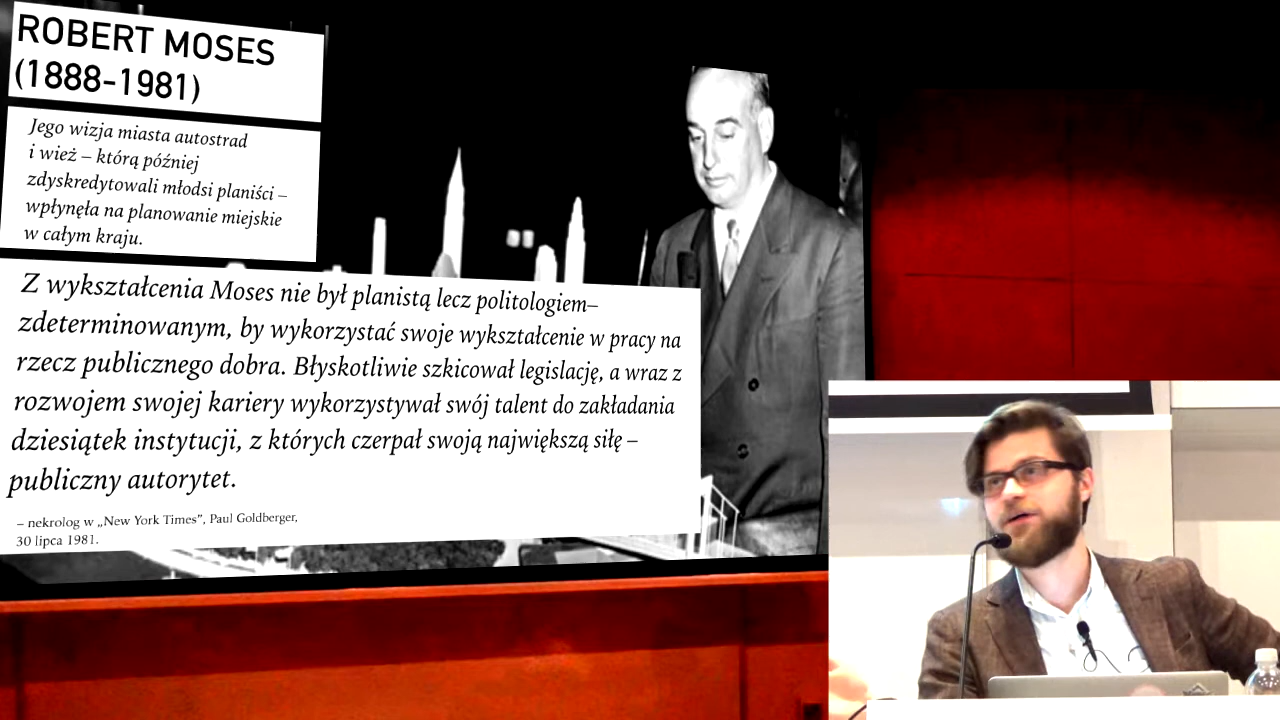 ROBERT MOSES
(1888-1981)
Jego wizja miasta autostrad
i wież – którą później
zdyskredytowali młodsi planiści –
wpłynęła na planowanie miejskie
w całym kraju.
Z wykształcenia Moses nie był planistą lecz politologiem–
zdeterminowanym, by wykorzystać swoje wykształcenie w pracy na
rzecz publicznego dobra. Błyskotliwie szkicował legislację, a wraz z
rozwojem swojej kariery wykorzystywał swój talent do zakładania
dziesiątek instytucji, z których czerpał swoją największą siłę –
publiczny autorytet.
– nekrolog w „New York Times”, Paul Goldberger,
30 lipca 1981.